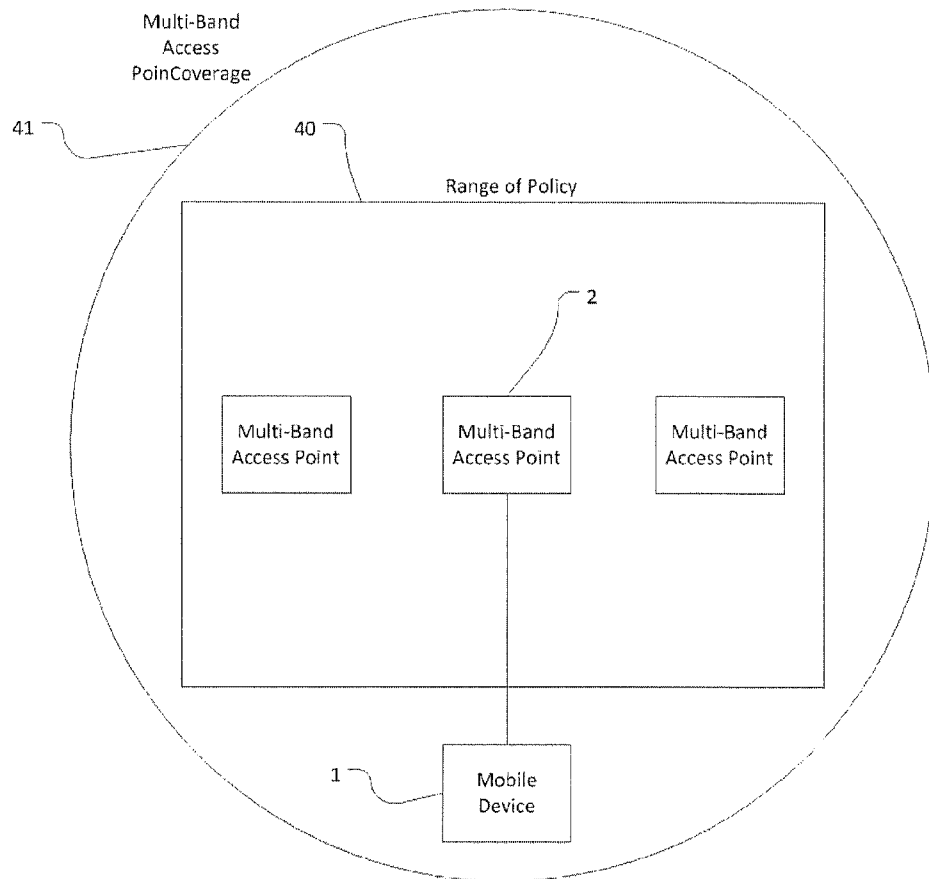 Multi-Band
Access
PoinCoverage
41
40
Range of Policy
2
Multi-Band
Access Point
Multi-Band
Access Point
Multi-Band
Access Point
1
Mobile
Device